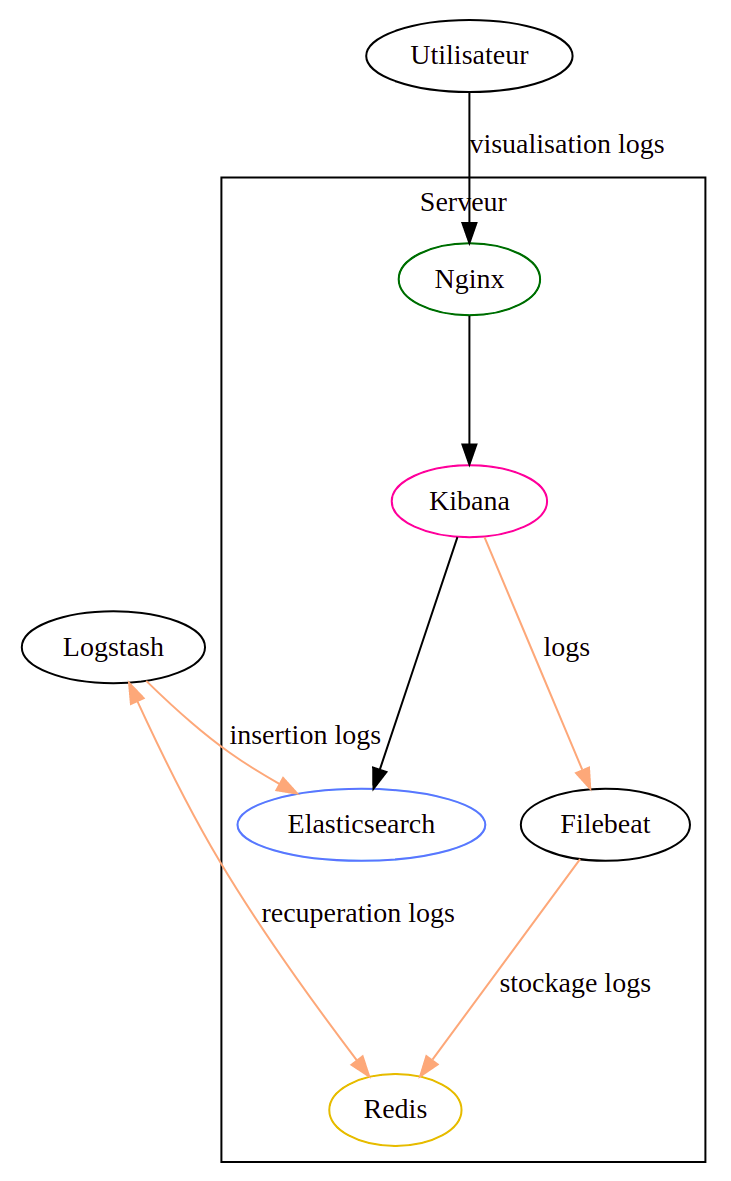 Utilisateur
visualisation logs
Serveur
Nginx
Kibana
Logstash
logs
insertion logs
Elasticsearch
Filebeat
recuperation logs
stockage logs
Redis